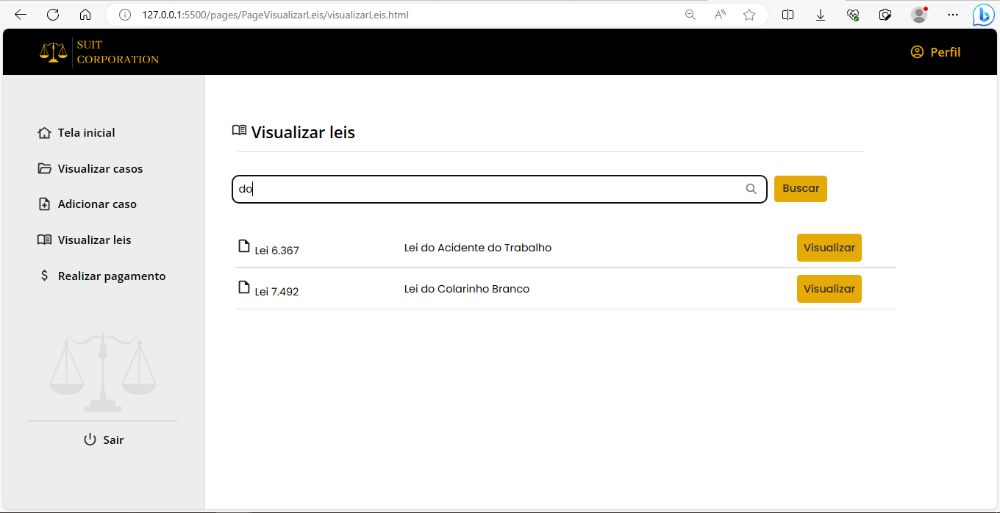 127.0.0.1:5500/pages/PageVisualizarLeis/visualizarLeis.html
SUIT
CORPORATION
Perfil
Tela inicial
Visualizar casos
Adicionar caso
Visualizar leis
Realizar pagamento
Sair
Visualizar leis
do
Buscar
Lei 6.367 Lei do Acidente do Trabalho Visualizar
Lei 7.492 Lei do Colarinho Branco Visualizar